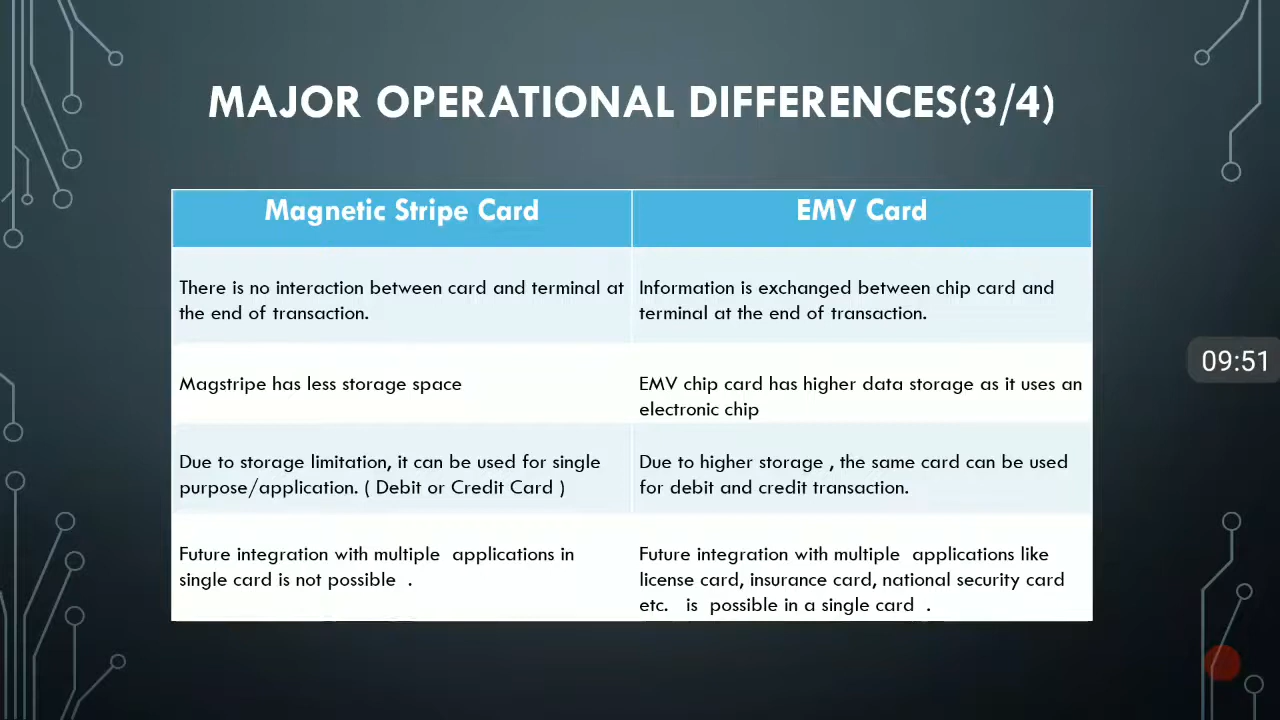 MAJOR OPERATIONAL DIFFERENCES(3/4)
Magnetic Stripe Card
EMV Card
There is no interaction between card and terminal at
the end of transaction.
Information is exchanged between chip card and
terminal at the end of transaction.
Magstripe has less storage space
EMV chip card has higher data storage as it uses an
electronic chip
Due to storage limitation, it can be used for single
purpose/application. ( Debit or Credit Card )
Due to higher storage , the same card can be used
for debit and credit transaction.
Future integration with multiple  applications in
single card is not possible  .
Future integration with multiple  applications like
license card, insurance card, national security card
etc.   is  possible in a single card  .
09:51